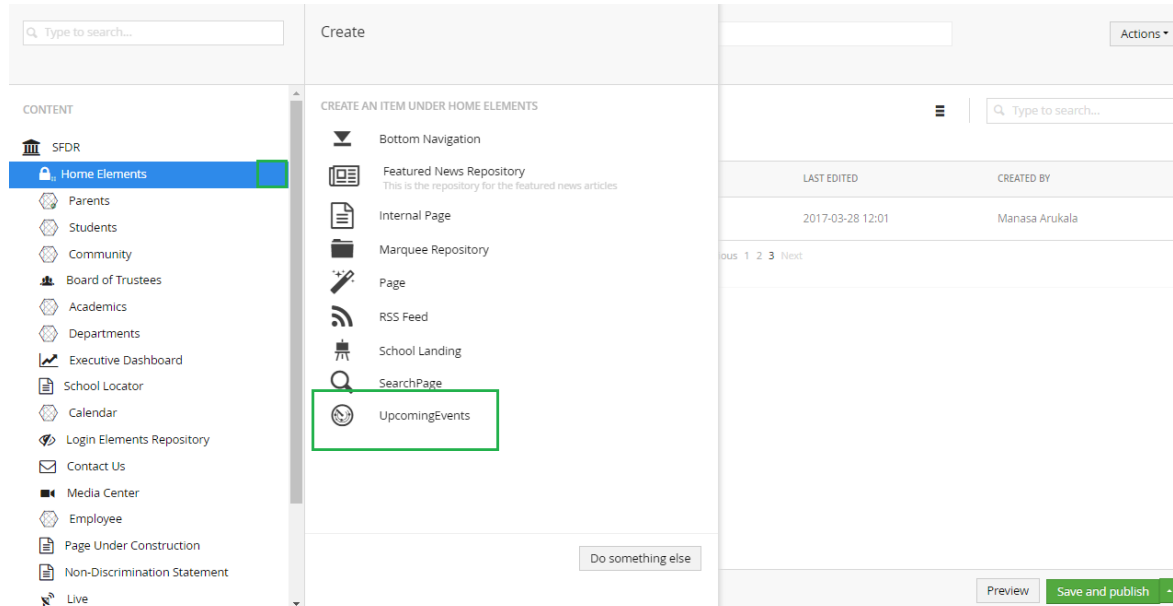 Type to search...
CONTENT
SFDR
Home Elements
Parents
Students
Community
Board of Trustees
Academics
Departments
Executive Dashboard
School Locator
Calendar
Login Elements Repository
Contact Us
Media Center
Employee
Page Under Construction
Non-Discrimination Statement
Live
Create
CREATE AN ITEM UNDER HOME ELEMENTS
Bottom Navigation
Featured News Repository
This is the repository for the featured news articles
Internal Page
Marquee Repository
Page
RSS Feed
School Landing
SearchPage
UpcomingEvents
Do something else
Actions
Type to search...
LAST EDITED CREATED BY
2017-03-28 12:01 Manasa Arukala
ous 1 2 3 Next
Preview Save and publish